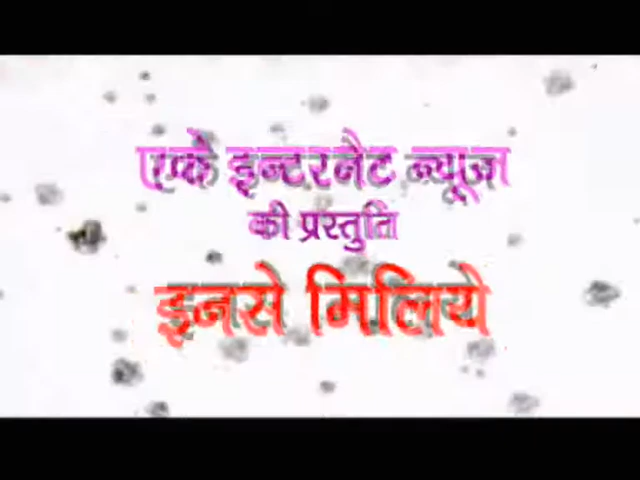 एके इन्टरनैट न्यूज
की प्रस्तुति
इनसे मिलिये